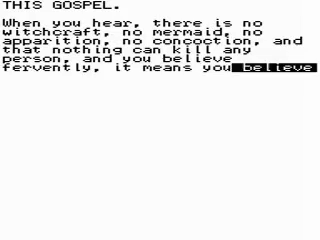 THIS GOSPEL.
When you hear, there is no
witchcraft, no mermaid, no
apparition, no concoction, and
that nothing can kill any
person, and you believe
fervently, it means you believe